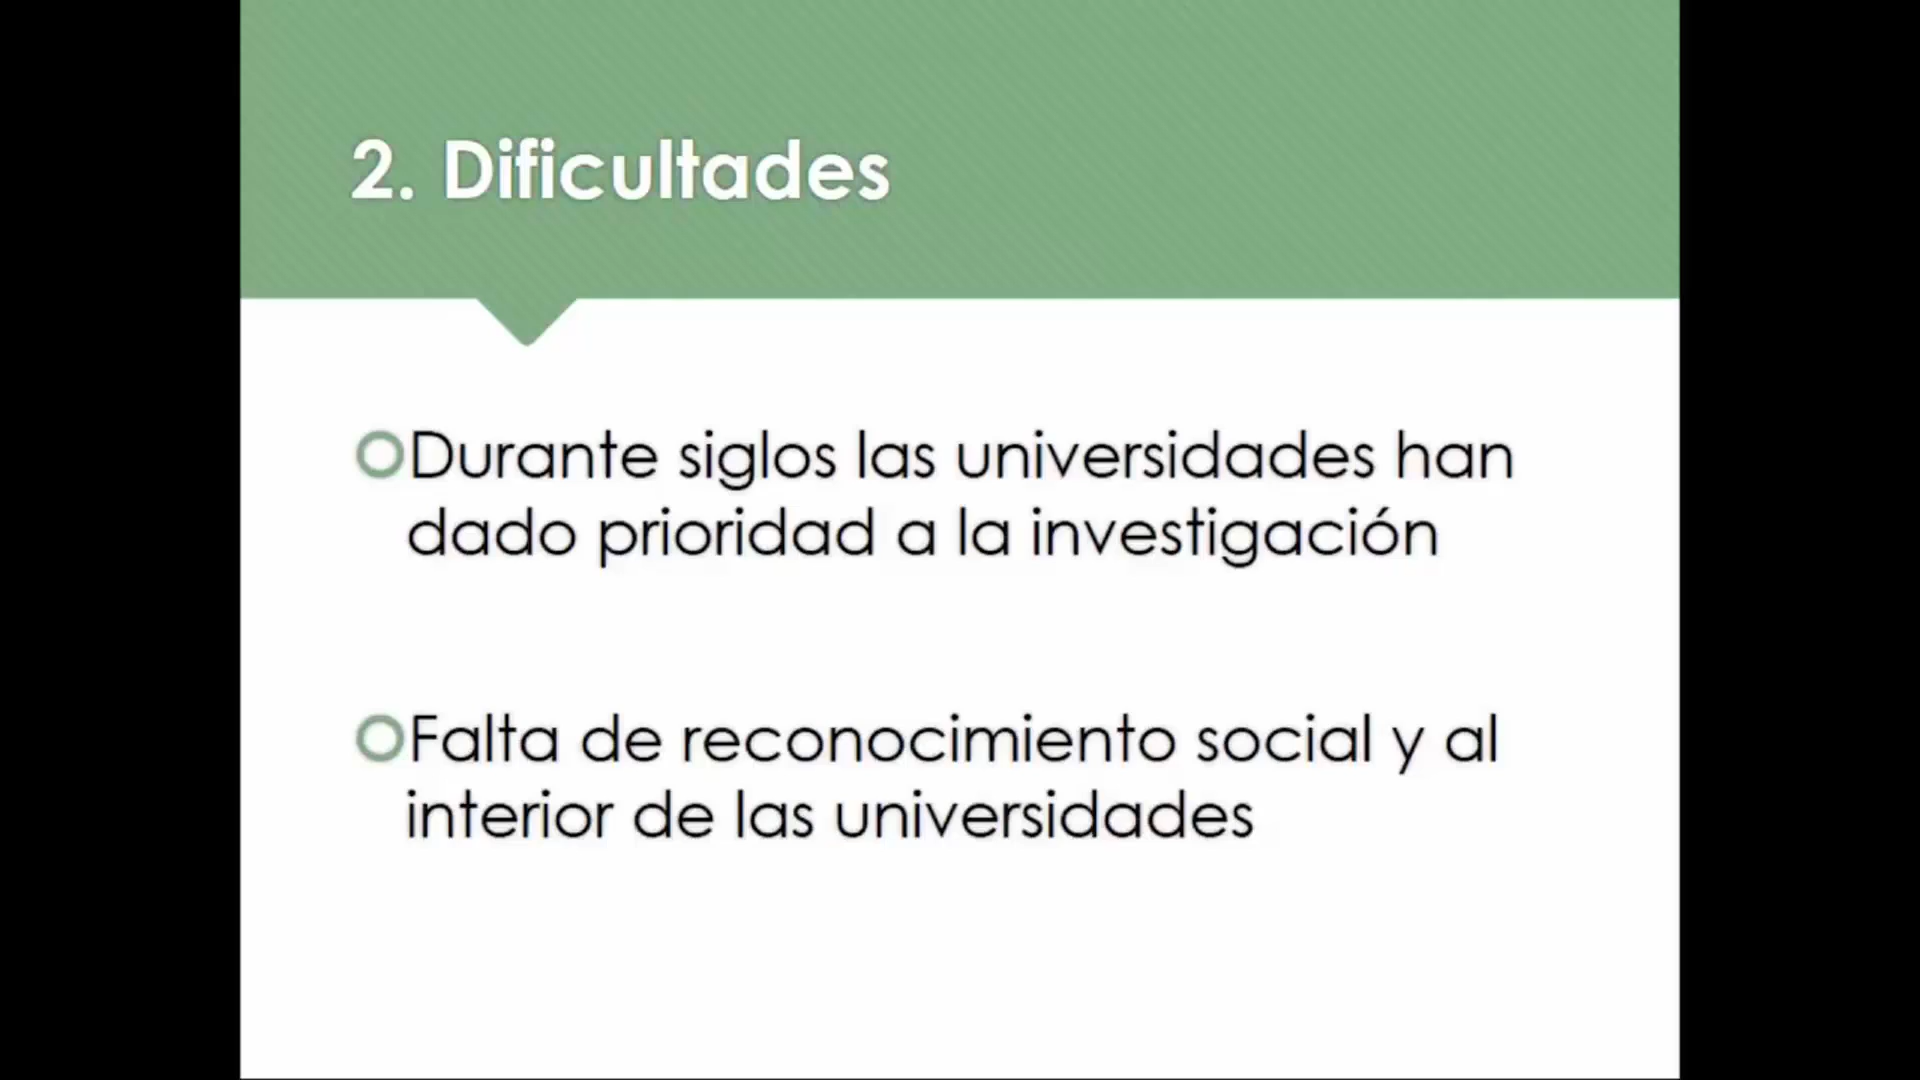 2. Dificultades
Durante siglos las universidades han
dado prioridad a la investigación
Falta de reconocimiento social y al
interior de las universidades